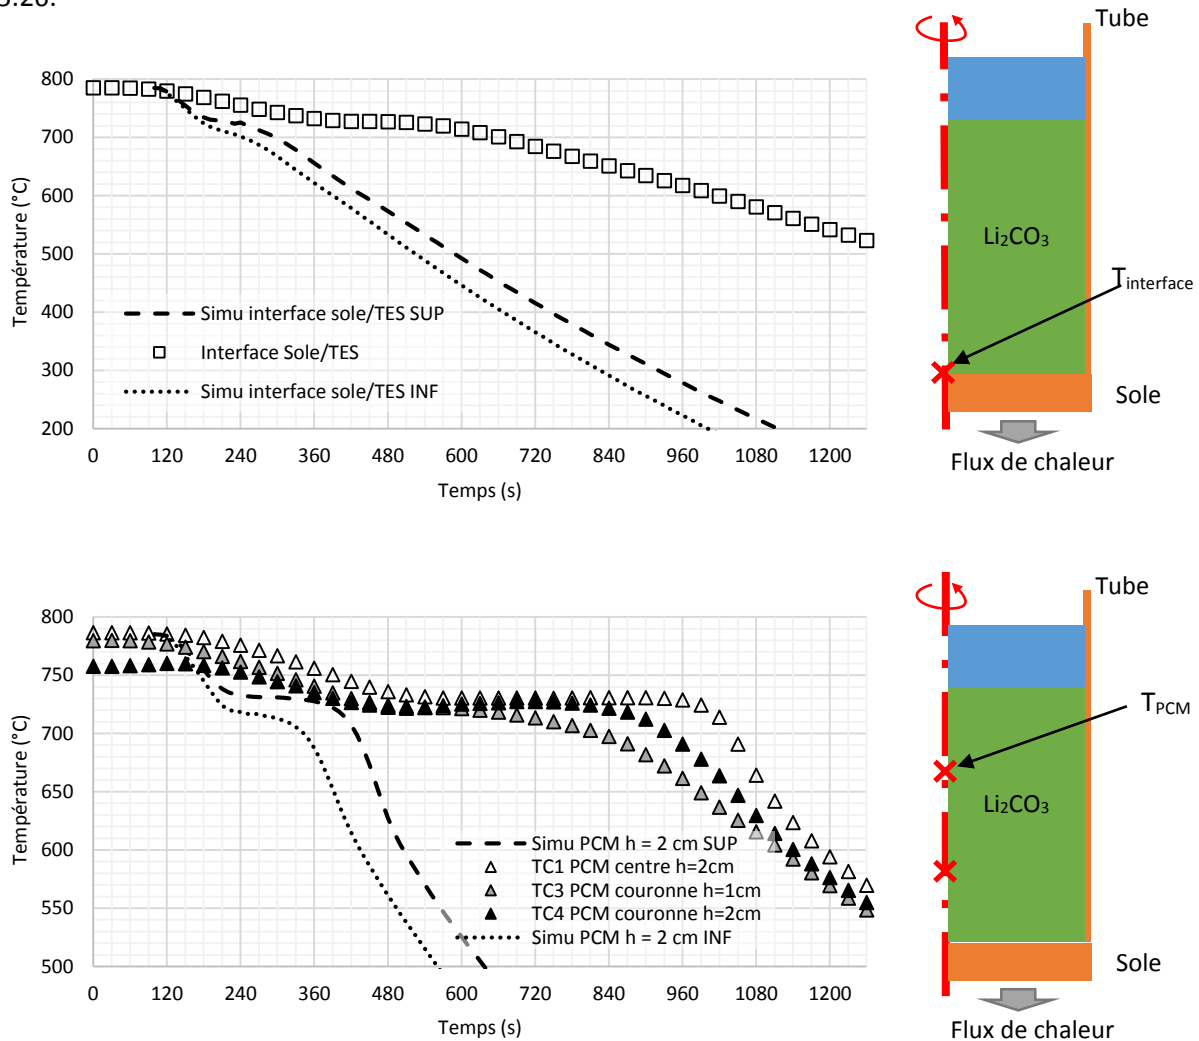 Tube
800
700
600
500
400
300
200
Température (°C)
Simu interface sole/TES SUP
Interface Sole/TES
Simu interface sole/TES INF
0 120 240 360 480 600 720 840 960 1080 1200
Temps (s)
Li₂CO₃
Tinterface
Sole
Flux de chaleur
800
750
700
650
600
550
500
Température (°C)
Simu PCM h = 2 cm SUP
TC1 PCM centre h=2cm
TC3 PCM couronne h=1cm
TC4 PCM couronne h=2cm
Simu PCM h = 2 cm INF
0 120 240 360 480 600 720 840 960 1080 1200
Temps (s)
Tube
TPCM
Li₂CO₃
Sole
Flux de chaleur